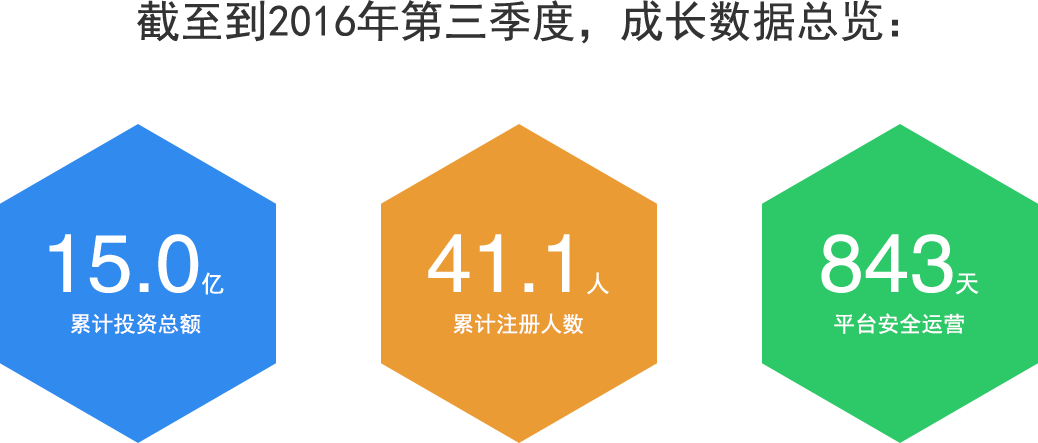 截至到2016年第三季度，成长数据总览：
15.0亿
累计投资总额
41.1人
累计注册人数
843天
平台安全运营